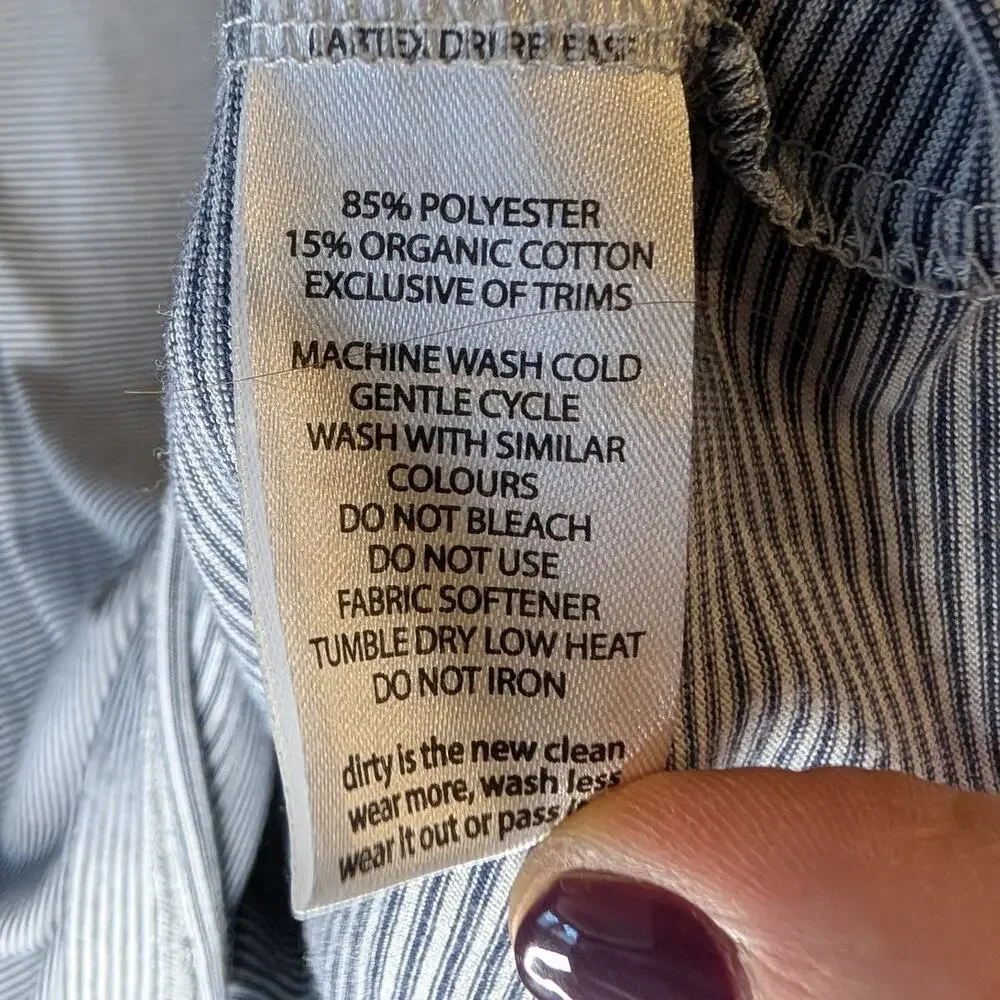 85% POLYESTER
15% ORGANIC COTTON
EXCLUSIVE OF TRIMS
MACHINE WASH COLD
GENTLE CYCLE
WASH WITH SIMILAR
COLOURS
DO NOT BLEACH
DO NOT USE
FABRIC SOFTENER
TUMBLE DRY LOW HEAT
DO NOT IRON
dirty is the new clean
wear more, wash less
wear it out or pass